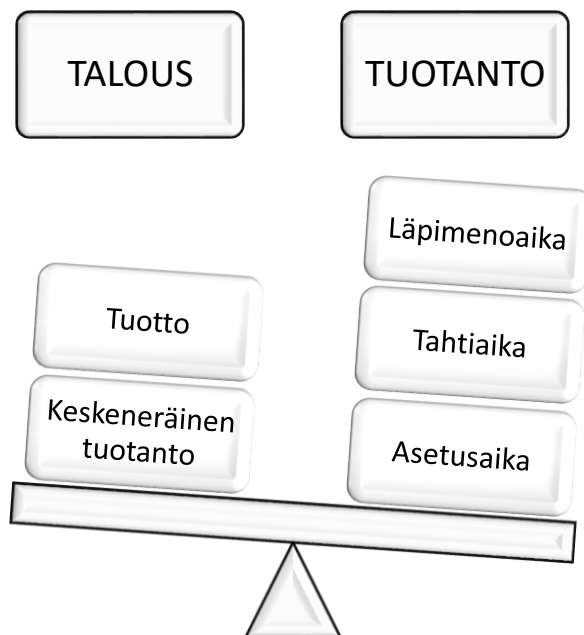 TALOUS
TUOTANTO
Tuotto
Keskeneräinen
tuotanto
Läpimenoaika
Tahtiaika
Asetusaika